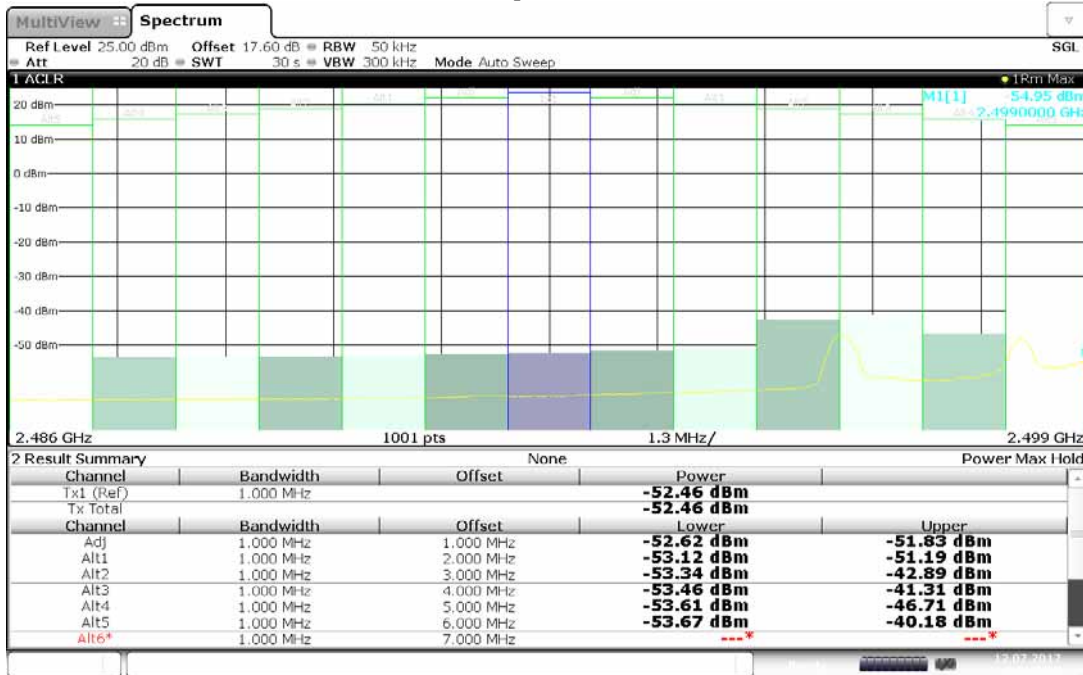 MultiView Spectrum
Ref Level 25.00 dBm Offset 17.60 dB RBW 50 kHz SGL
Att 20 dB SWT 30 s VBW 300 kHz Mode Auto Sweep
1 ACLR 1Rm Max
M1[1] -54.95 dBm
2.4990000 GHz
20 dBm
10 dBm
0 dBm
-10 dBm
-20 dBm
-30 dBm
-40 dBm
-50 dBm
2.486 GHz 1001 pts 1.3 MHz/ 2.499 GHz
2 Result Summary None Power Max Hold
Channel Bandwidth Offset Power
Tx1 (Ref) 1.000 MHz -52.46 dBm
Tx Total -52.46 dBm
Channel Bandwidth Offset Lower Upper
Adj 1.000 MHz 1.000 MHz -52.62 dBm -51.83 dBm
Alt1 1.000 MHz 2.000 MHz -53.12 dBm -51.19 dBm
Alt2 1.000 MHz 3.000 MHz -53.34 dBm -42.89 dBm
Alt3 1.000 MHz 4.000 MHz -53.46 dBm -41.31 dBm
Alt4 1.000 MHz 5.000 MHz -53.61 dBm -46.71 dBm
Alt5 1.000 MHz 6.000 MHz -53.67 dBm -40.18 dBm
Alt6* 1.000 MHz 7.000 MHz ---* ---*
12.07.2017